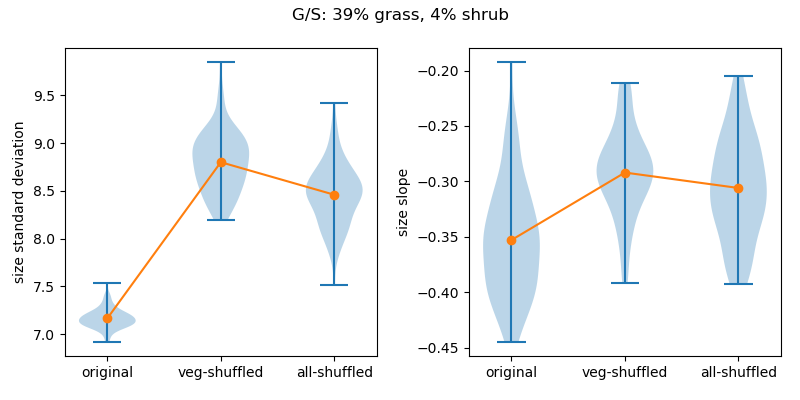 G/S: 39% grass, 4% shrub
size standard deviation
9.5
9.0
8.5
8.0
7.5
7.0
original veg-shuffled all-shuffled
size slope
−0.20
−0.25
−0.30
−0.35
−0.40
−0.45
original veg-shuffled all-shuffled